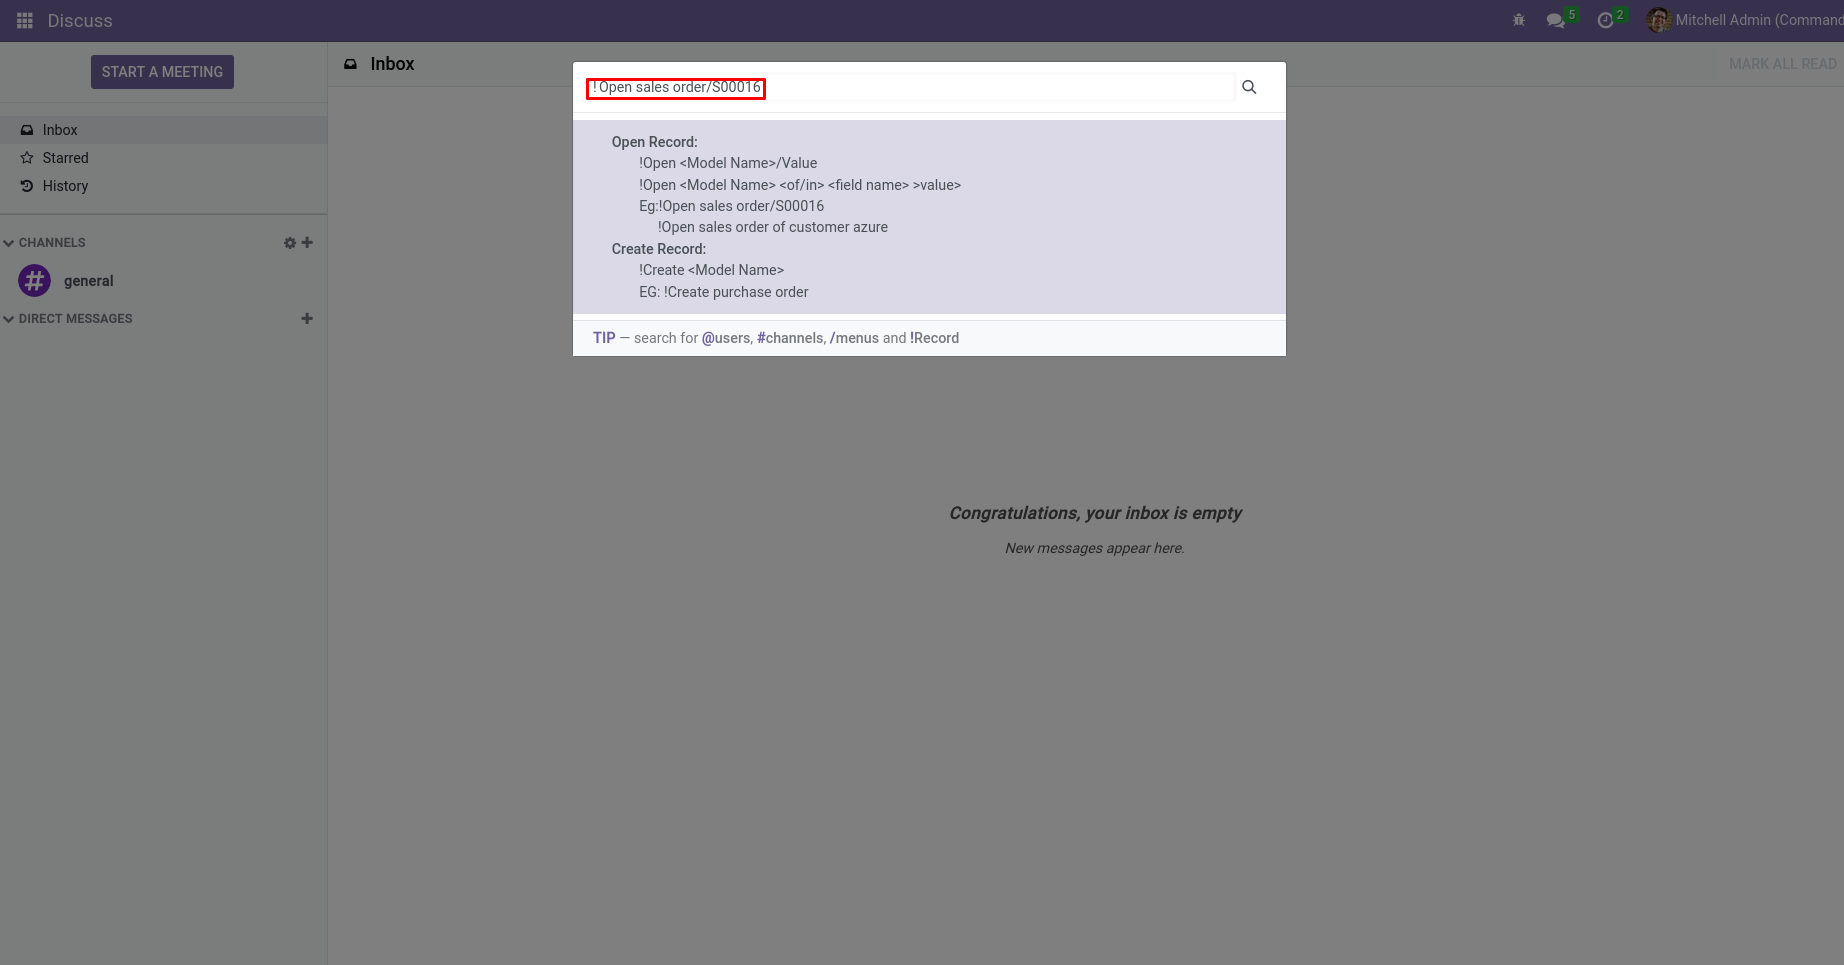 Discuss
5
2
Mitchell Admin (Command
START A MEETING
Inbox
MARK ALL READ
!Open sales order/S00016
Inbox
Starred
History
CHANNELS
general
DIRECT MESSAGES
Open Record:
!Open <Model Name>/Value
!Open <Model Name> <of/in> <field name> >value>
Eg:!Open sales order/S00016
!Open sales order of customer azure
Create Record:
!Create <Model Name>
EG: !Create purchase order
TIP — search for @users, #channels, /menus and !Record
Congratulations, your inbox is empty
New messages appear here.